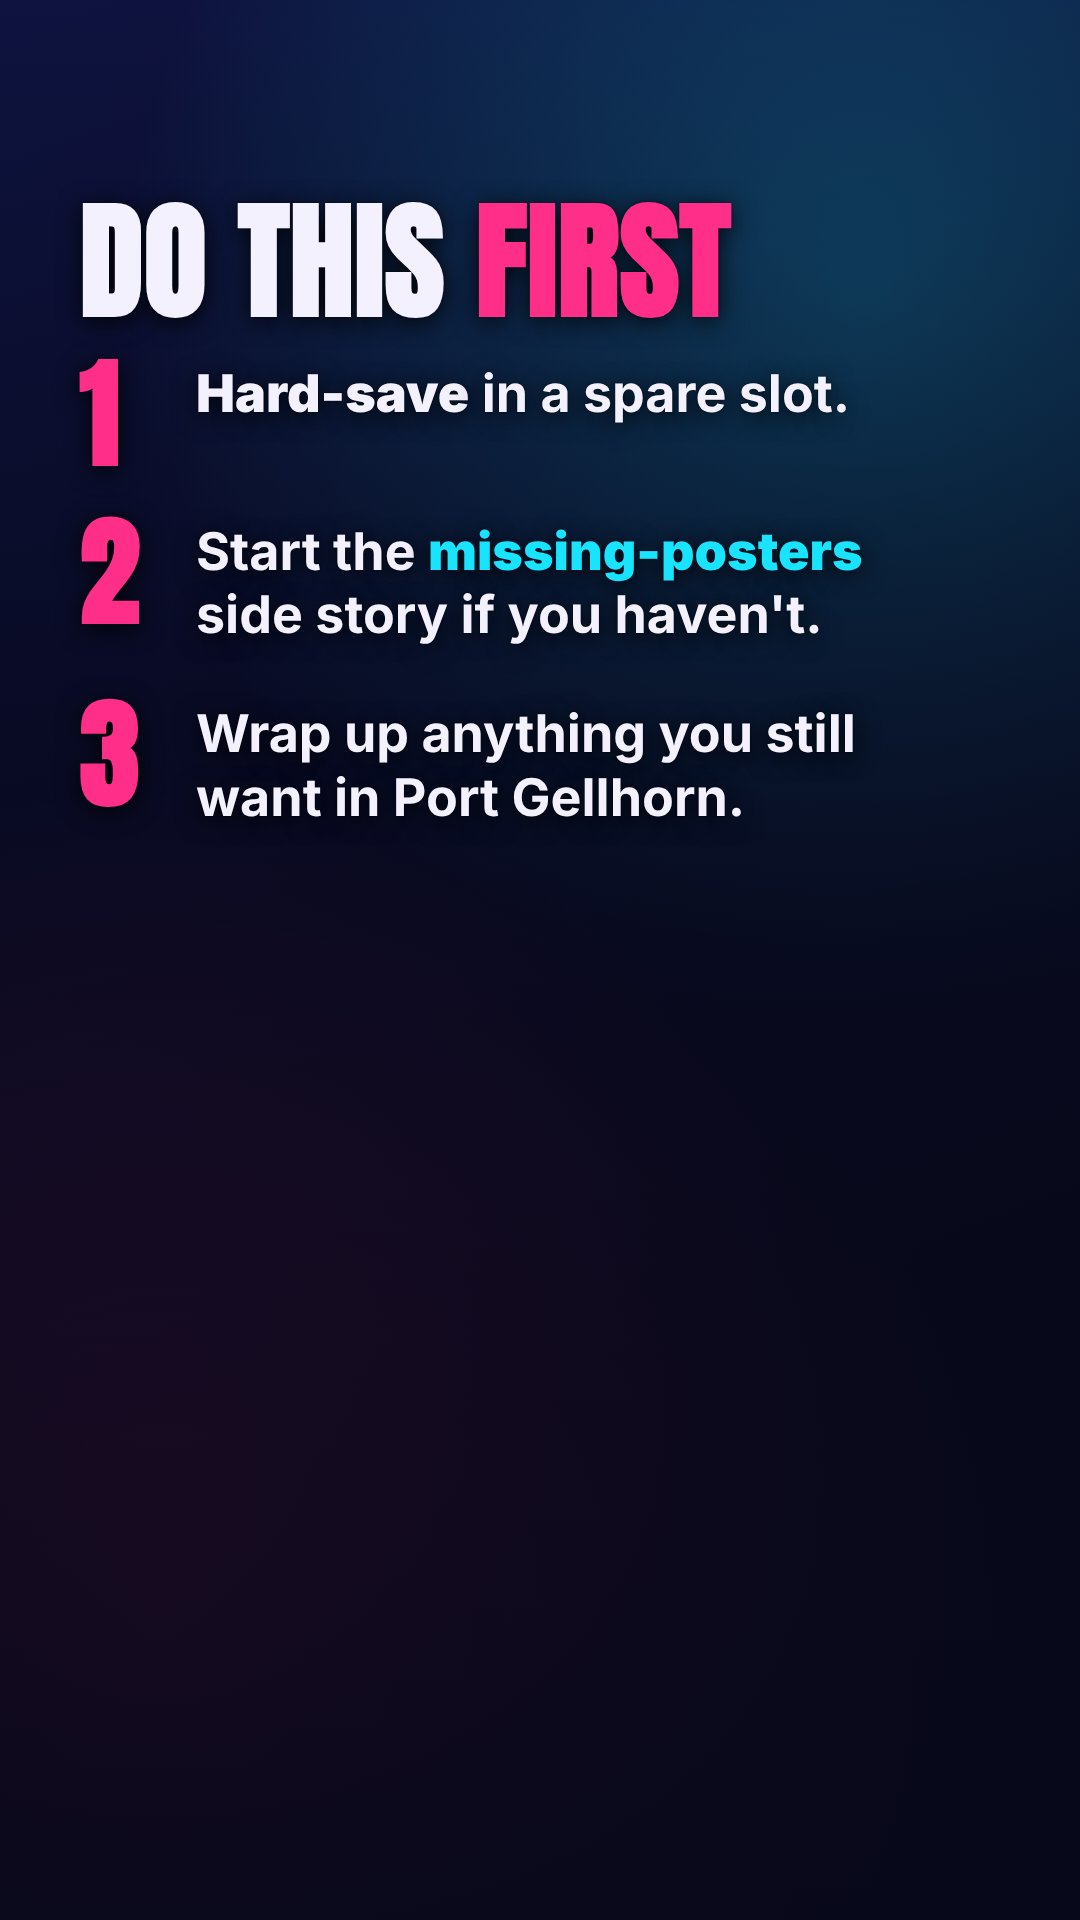 DO THIS FIRST
1 Hard-save in a spare slot.
2 Start the missing-posters
side story if you haven't.
3 Wrap up anything you still
want in Port Gellhorn.